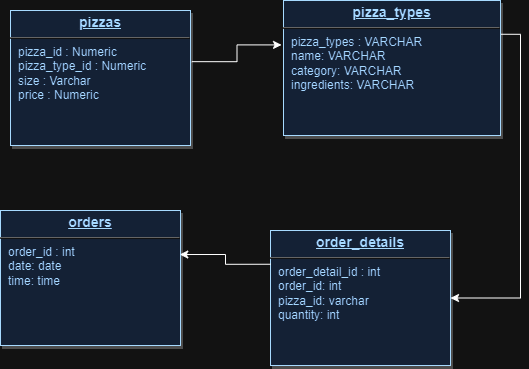 pizzas
pizza_id : Numeric
pizza_type_id : Numeric
size : Varchar
price : Numeric
pizza_types
pizza_types : VARCHAR
name: VARCHAR
category: VARCHAR
ingredients: VARCHAR
orders
order_id : int
date: date
time: time
order_details
order_detail_id : int
order_id: int
pizza_id: varchar
quantity: int